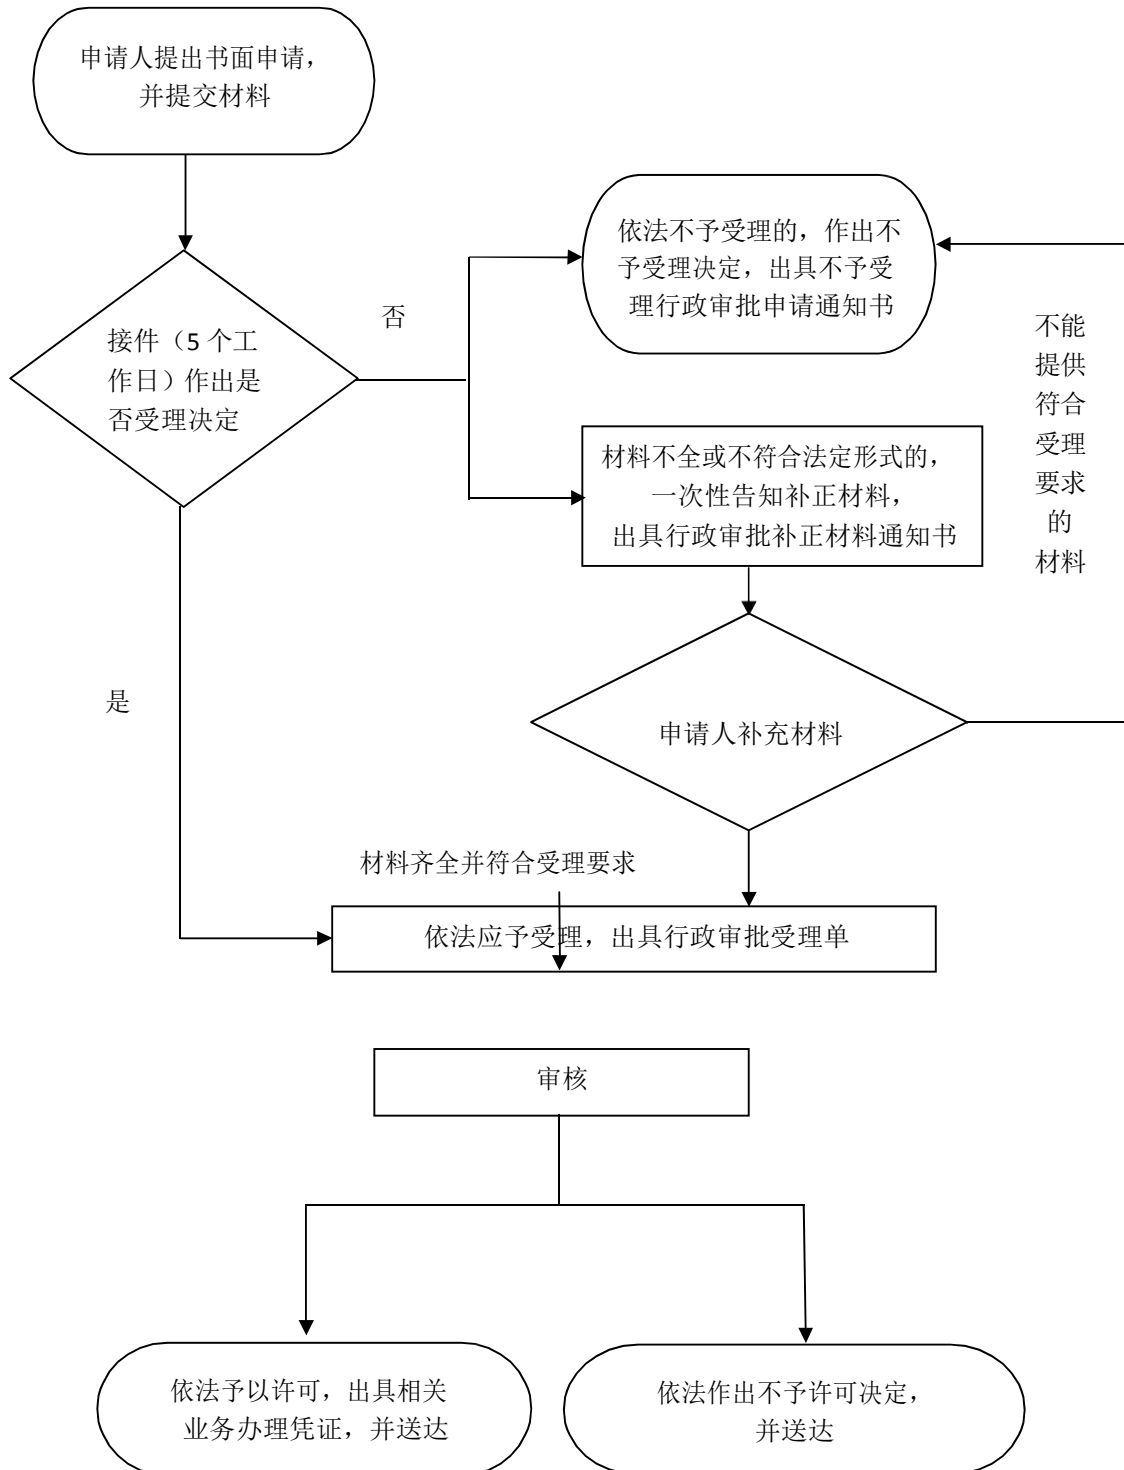 申请人提出书面申请，
并提交材料
依法不予受理的，作出不
予受理决定，出具不予受
理行政审批申请通知书
否
接件（5 个工
作日）作出是
否受理决定
不能
提供
符合
受理
要求
的
材料
材料不全或不符合法定形式的，
一次性告知补正材料，
出具行政审批补正材料通知书
是
申请人补充材料
材料齐全并符合受理要求
依法应予受理，出具行政审批受理单
审核
依法予以许可，出具相关
业务办理凭证，并送达
依法作出不予许可决定，
并送达